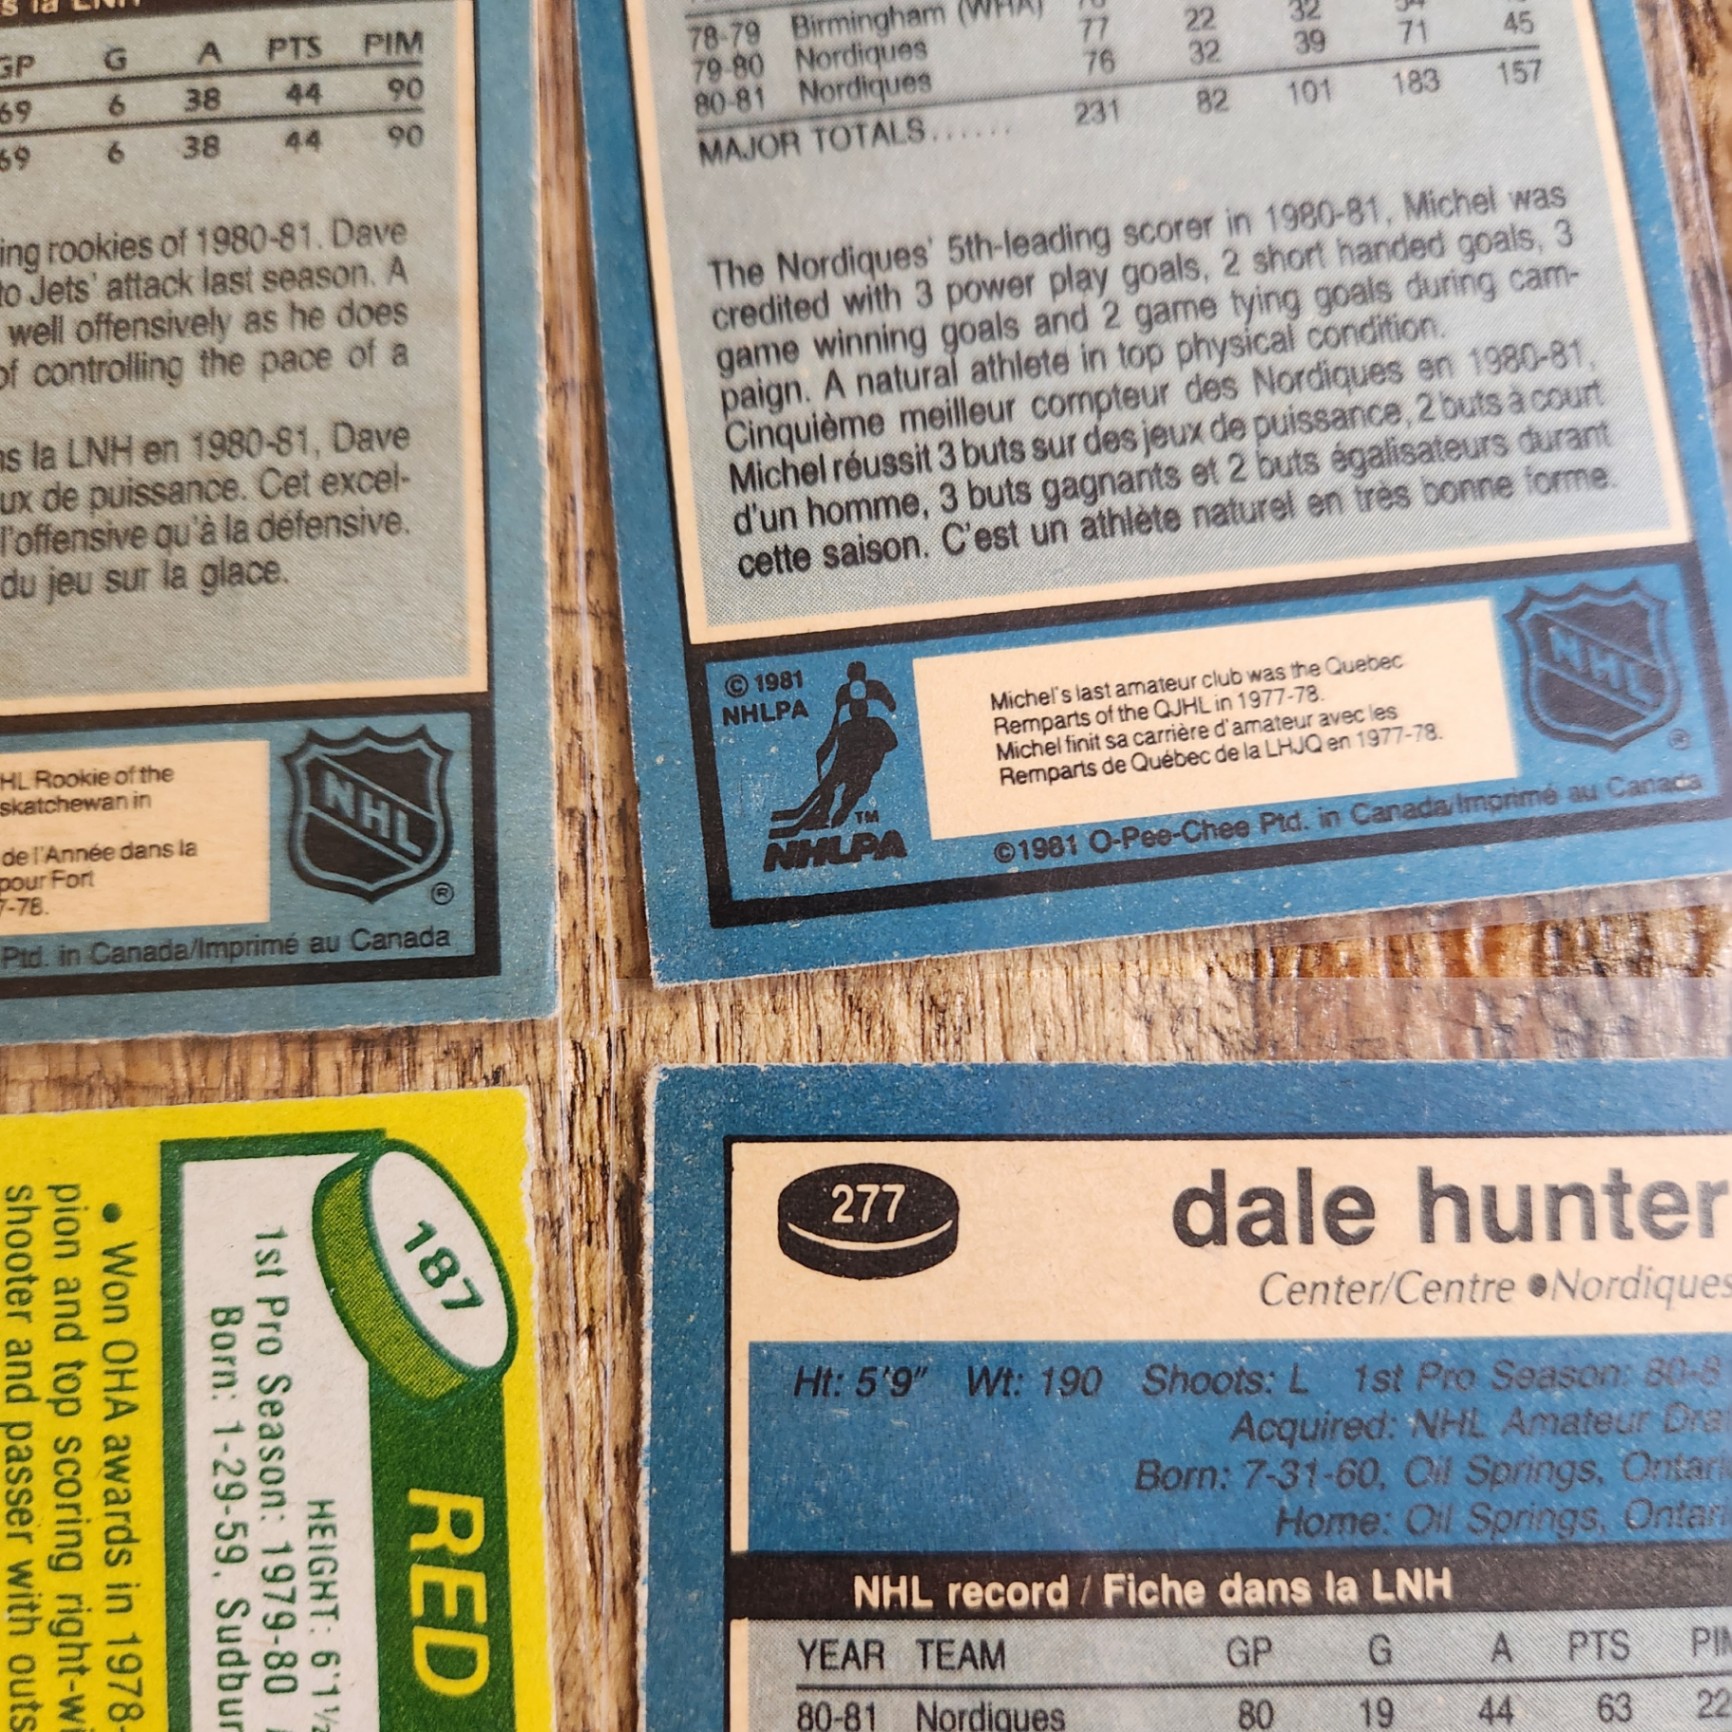 s la LNH
GP G A PTS PIM
69 6 38 44 90
69 6 38 44 90
ing rookies of 1980-81. Dave
to Jets' attack last season. A
well offensively as he does
of controlling the pace of a
ns la LNH en 1980-81, Dave
ux de puissance. Cet excel-
l'offensive qu'à la défensive.
du jeu sur la glace.
HL Rookie of the
skatchewan in
de l'Année dans la
pour Fort
7-78.
NHL
®
Ptd. in Canada/Imprimé au Canada
78-79 Birmingham (WHA)
79-80 Nordiques 77 22 32
80-81 Nordiques 76 32 39 71 45
MAJOR TOTALS...... 231 82 101 183 157
The Nordiques' 5th-leading scorer in 1980-81, Michel was
credited with 3 power play goals, 2 short handed goals, 3
game winning goals and 2 game tying goals during cam-
paign. A natural athlete in top physical condition.
Cinquième meilleur compteur des Nordiques en 1980-81,
Michel réussit 3 buts sur des jeux de puissance, 2 buts à court
d'un homme, 3 buts gagnants et 2 buts égalisateurs durant
cette saison. C'est un athlète naturel en très bonne forme.
© 1981
NHLPA
TM
NHLPA
Michel's last amateur club was the Quebec
Remparts of the QJHL in 1977-78.
Michel finit sa carrière d'amateur avec les
Remparts de Québec de la LHJQ en 1977-78.
NHL
®
©1981 O-Pee-Chee Ptd. in Canada/Imprimé au Canada
187
RED
HEIGHT: 6'1½
1st Pro Season: 1979-80
Born: 1-29-59, Sudbur
• Won OHA awards in 1978-
pion and top scoring right-wi
shooter and passer with outs
277
dale hunter
Center/Centre •Nordiques
Ht: 5'9" Wt: 190 Shoots: L 1st Pro Season: 80-8
Acquired: NHL Amateur Dra
Born: 7-31-60, Oil Springs, Ontari
Home: Oil Springs, Ontari
NHL record / Fiche dans la LNH
YEAR TEAM GP G A PTS PIM
80-81 Nordiques 80 19 44 63 22